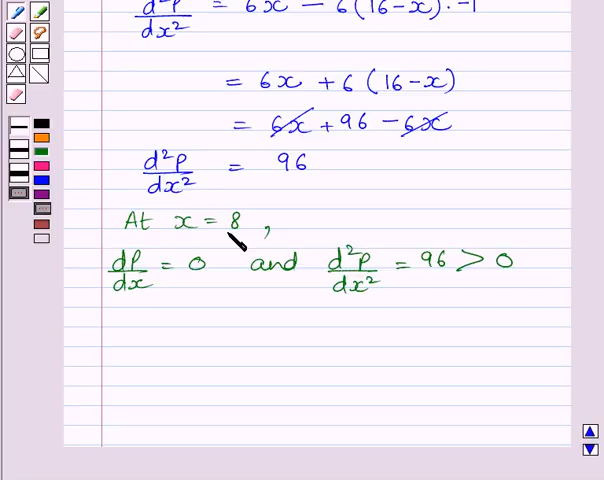 d²P/dx² = 6x − 6(16−x)·−1
= 6x + 6(16−x)
= 6x + 96 − 6x
d²P/dx² = 96
At x = 8,
dP/dx = 0 and d²P/dx² = 96 > 0